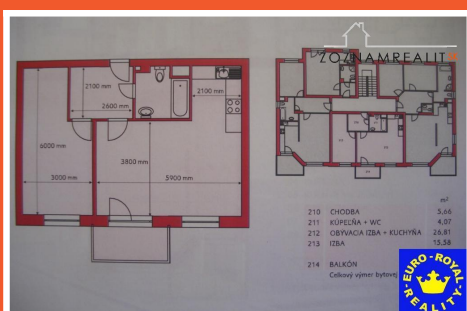 ZOZNAMREALIT
2100 mm
2600 mm
2100 mm
6000 mm
3800 mm
3000 mm
5900 mm
m²
210 CHODBA 5,66
211 KÚPEĽŇA + WC 4,07
212 OBÝVACIA IZBA + KUCHYŇA 26,81
213 IZBA 15,58
214 BALKÓN
Celkový výmer bytovej
EURO-ROYAL
REALITY